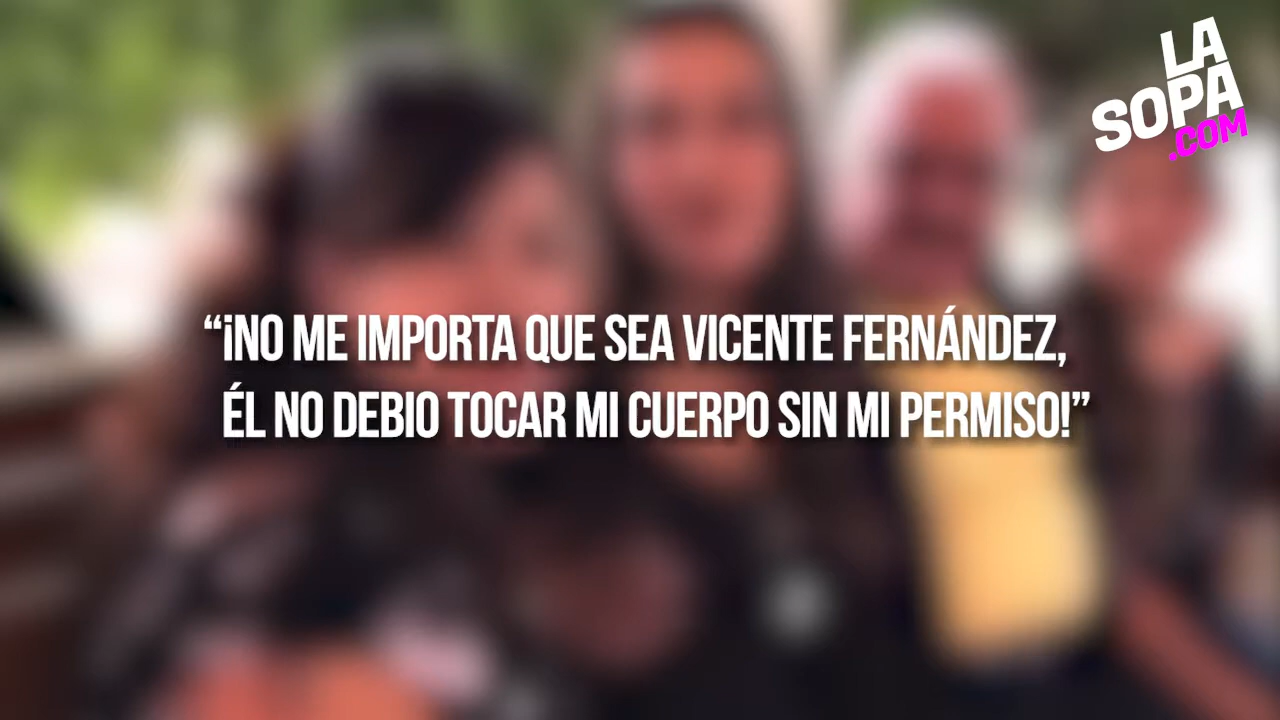 LA
SOPA
.COM
“¡NO ME IMPORTA QUE SEA VICENTE FERNÁNDEZ,
ÉL NO DEBIO TOCAR MI CUERPO SIN MI PERMISO!”